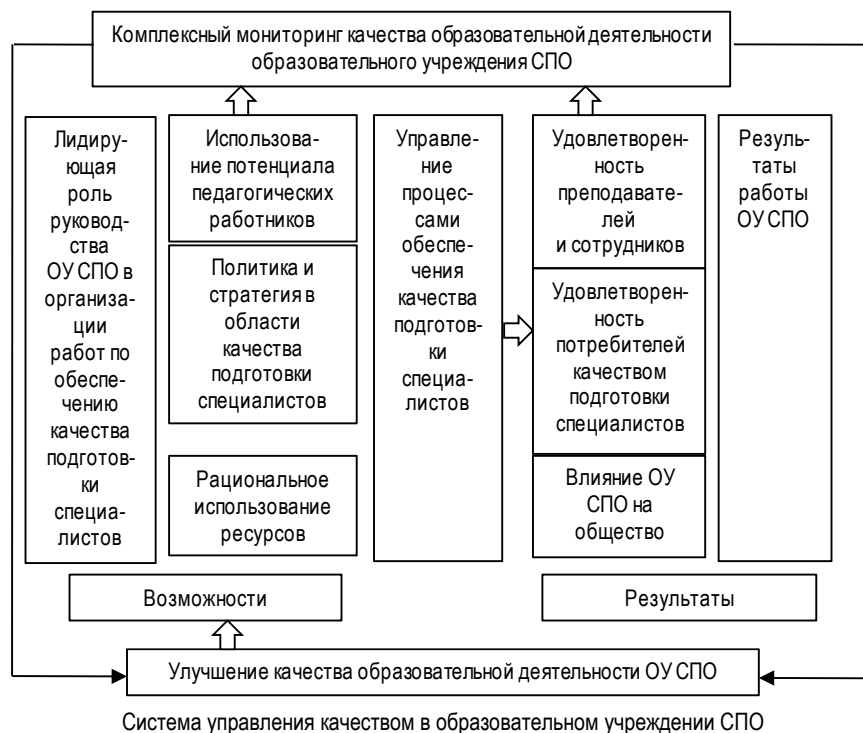 Комплексный мониторинг качества образовательной деятельности
образовательного учреждения СПО
Лидиру-
ющая
роль
руковод-
ства
ОУ СПО в
организа-
ции
работ по
обеспе-
чению
качества
подготов-
ки
специа-
листов
Использова-
ние потенциала
педагогических
работников
Политика и
стратегия в
области
качества
подготовки
специалистов
Рациональное
использование
ресурсов
Управле-
ние
процес-
сами
обеспе-
чения
качества
подготов-
ки
специа-
листов
Удовлетворен-
ность
преподавате-
лей
и сотрудников
Удовлетворен-
ность
потребителей
качеством
подготовки
специалистов
Влияние ОУ
СПО на
общество
Резуль-
таты
работы
ОУ СПО
Возможности
Результаты
Улучшение качества образовательной деятельности ОУ СПО
Система управления качеством в образовательном учреждении СПО